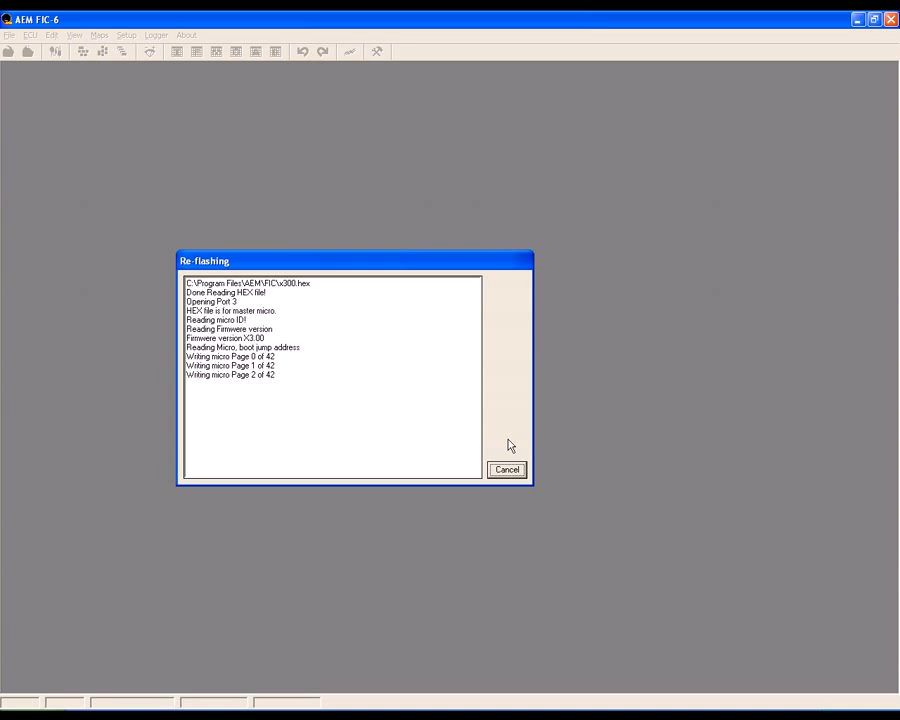 AEM FIC-6
File ECU Edit View Maps Setup Logger About
Re-flashing
C:\Program Files\AEM\FIC\x300.hex
Done Reading HEX file!
Opening Port 3
HEX file is for master micro.
Reading micro ID!
Reading Firmwere version
Firmwere version X3.00
Reading Micro, boot jump address
Writing micro Page 0 of 42
Writing micro Page 1 of 42
Writing micro Page 2 of 42
Cancel